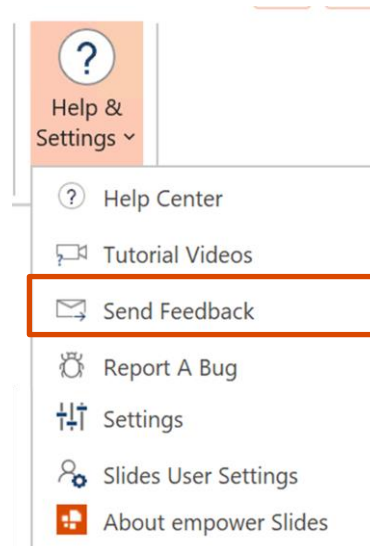 Help &
Settings
Help Center
Tutorial Videos
Send Feedback
Report A Bug
Settings
Slides User Settings
About empower Slides